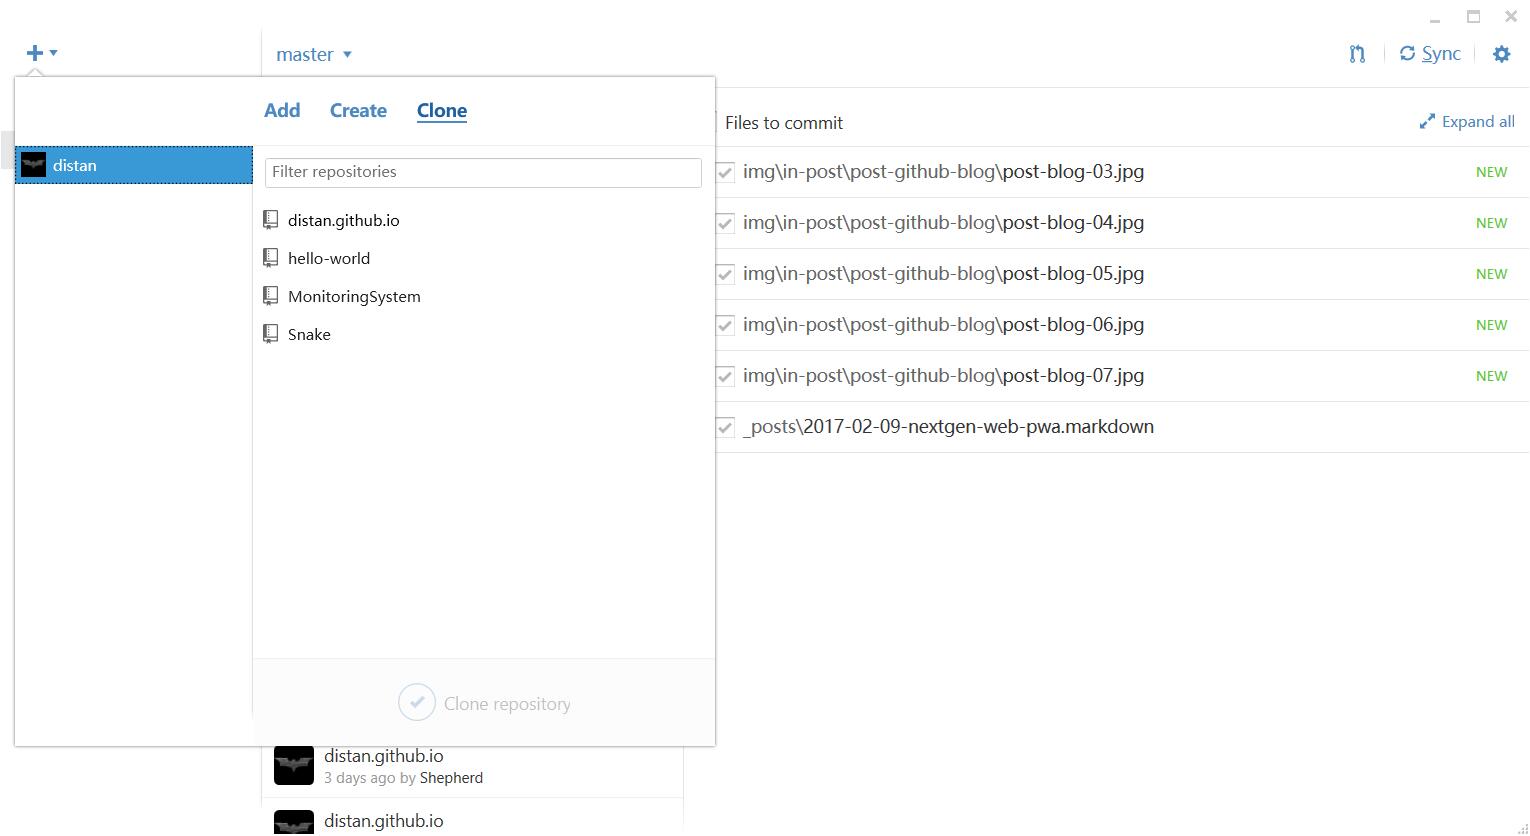 master
Sync
Add Create Clone
distan
Filter repositories
distan.github.io
hello-world
MonitoringSystem
Snake
Clone repository
Files to commit
Expand all
img\in-post\post-github-blog\post-blog-03.jpg NEW
img\in-post\post-github-blog\post-blog-04.jpg NEW
img\in-post\post-github-blog\post-blog-05.jpg NEW
img\in-post\post-github-blog\post-blog-06.jpg NEW
img\in-post\post-github-blog\post-blog-07.jpg NEW
_posts\2017-02-09-nextgen-web-pwa.markdown
distan.github.io
3 days ago by Shepherd
distan.github.io